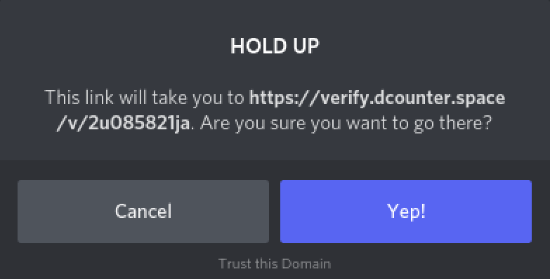 HOLD UP
This link will take you to https://verify.dcounter.space
/v/2u085821ja. Are you sure you want to go there?
Cancel
Yep!
Trust this Domain